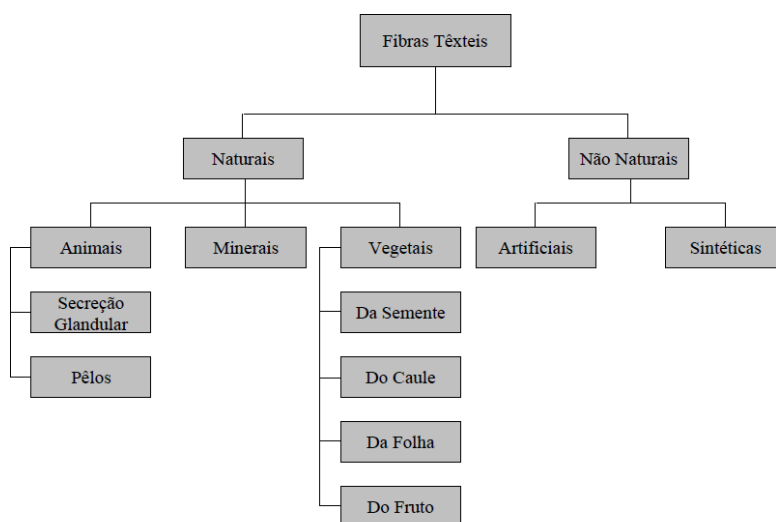 Fibras Têxteis
Naturais
Não Naturais
Animais
Minerais
Vegetais
Artificiais
Sintéticas
Secreção
Glandular
Da Semente
Pêlos
Do Caule
Da Folha
Do Fruto